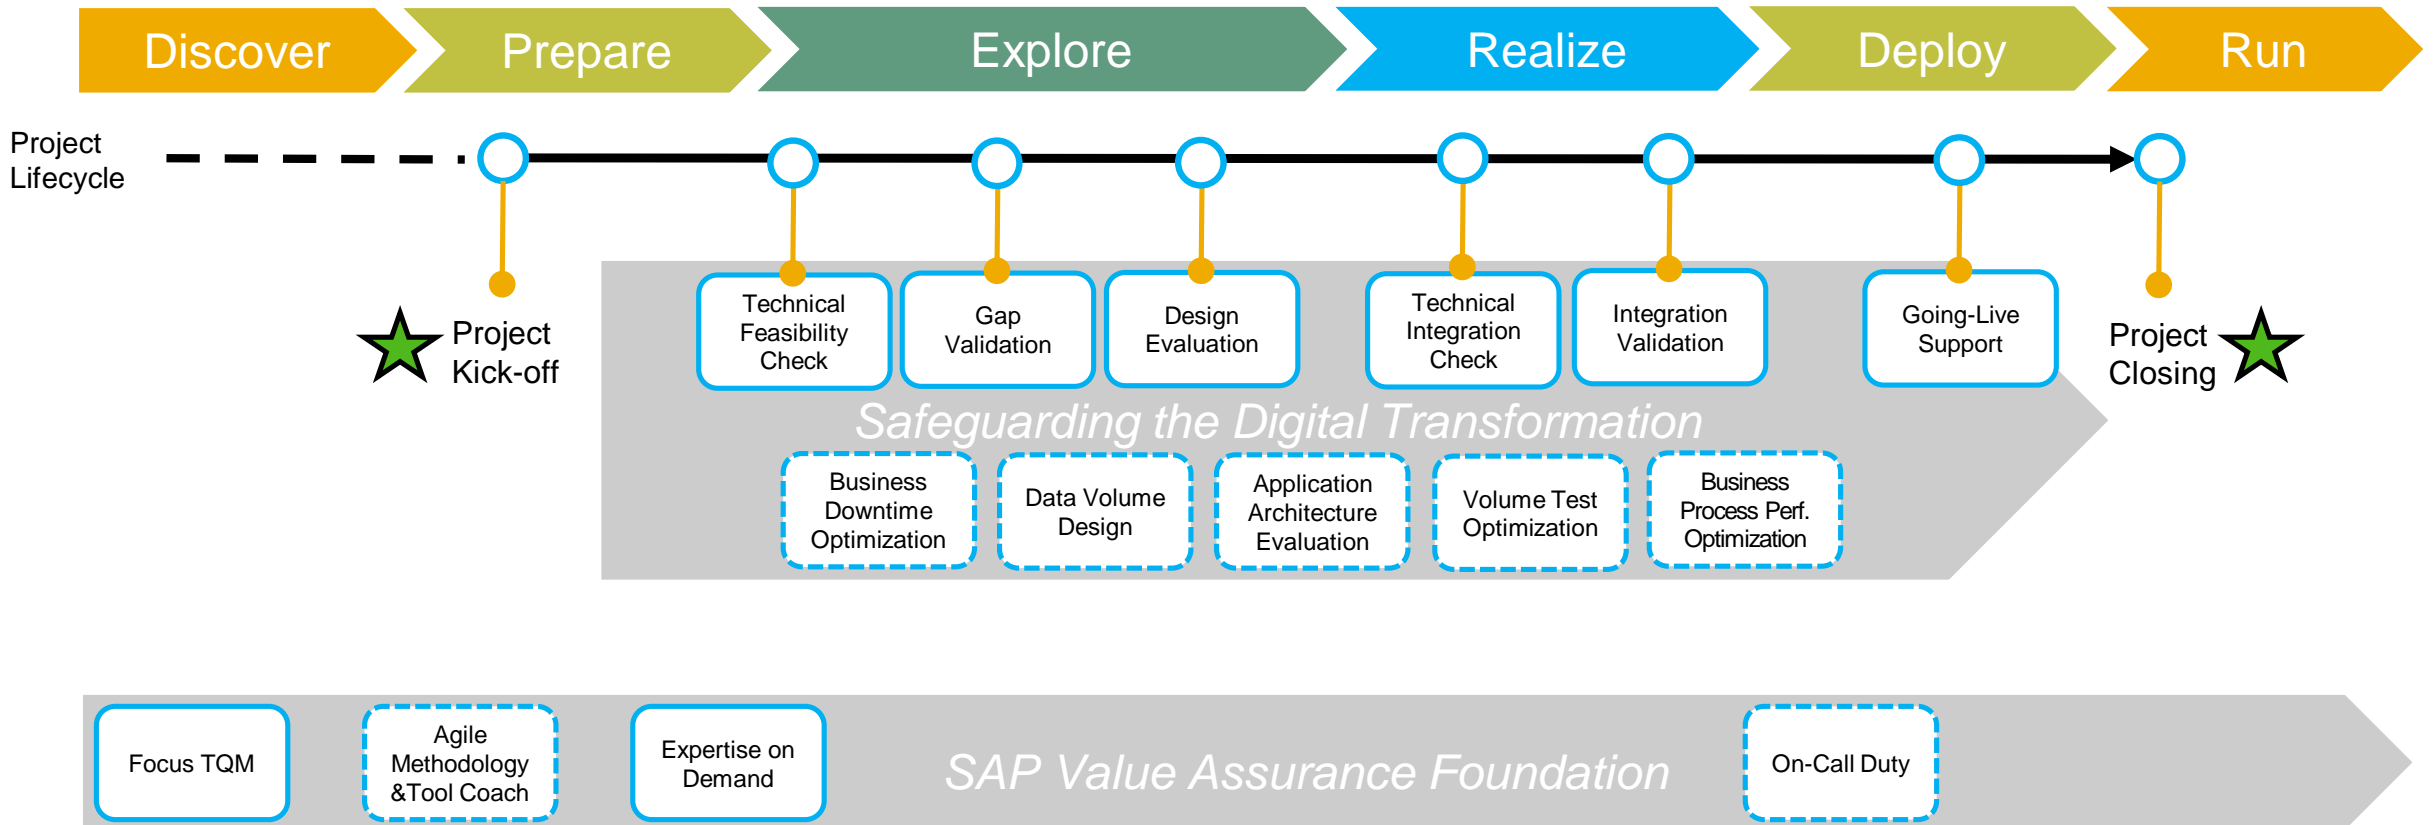 Discover
Prepare
Explore
Realize
Deploy
Run
Project
Lifecycle
Project
Kick-off
Technical
Feasibility
Check
Gap
Validation
Design
Evaluation
Technical
Integration
Check
Integration
Validation
Going-Live
Support
Project
Closing
Safeguarding the Digital Transformation
Business
Downtime
Optimization
Data Volume
Design
Application
Architecture
Evaluation
Volume Test
Optimization
Business
Process Perf.
Optimization
Focus TQM
Agile
Methodology
&Tool Coach
Expertise on
Demand
SAP Value Assurance Foundation
On-Call Duty